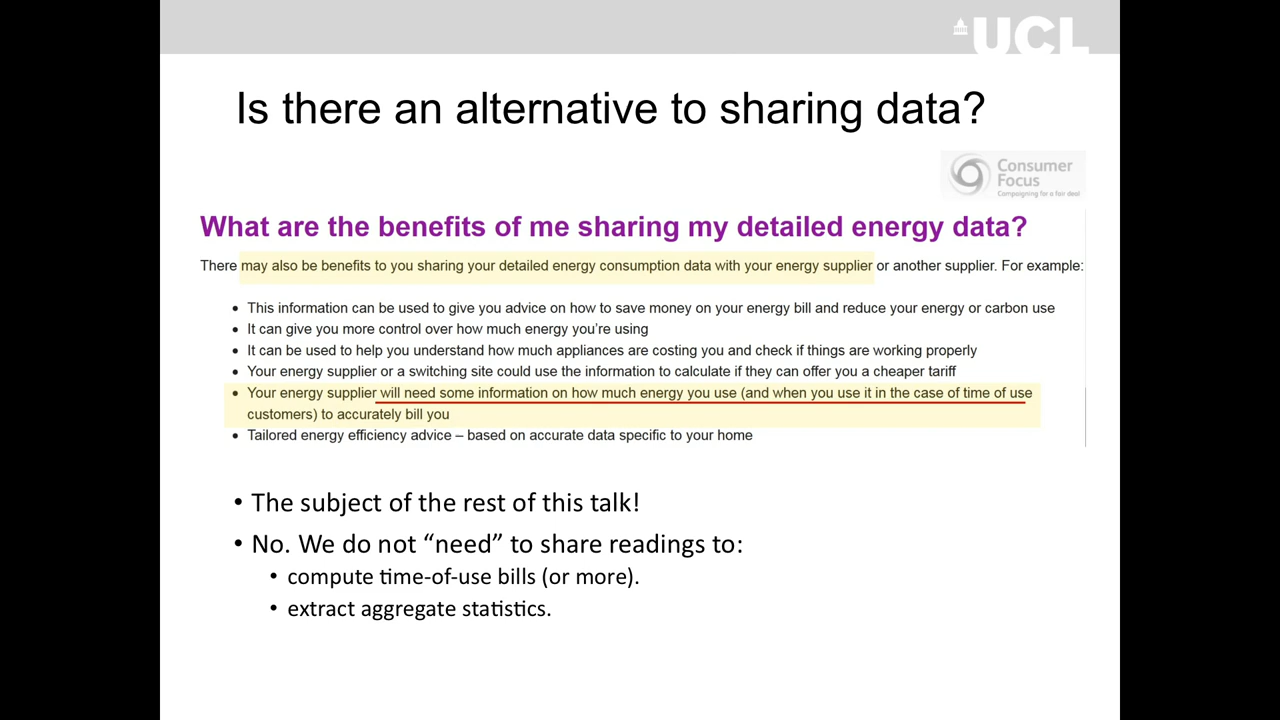 UCL
Is there an alternative to sharing data?
Consumer
Focus
Campaigning for a fair deal
What are the benefits of me sharing my detailed energy data?
There may also be benefits to you sharing your detailed energy consumption data with your energy supplier or another supplier. For example:
• This information can be used to give you advice on how to save money on your energy bill and reduce your energy or carbon use
• It can give you more control over how much energy you're using
• It can be used to help you understand how much appliances are costing you and check if things are working properly
• Your energy supplier or a switching site could use the information to calculate if they can offer you a cheaper tariff
• Your energy supplier will need some information on how much energy you use (and when you use it in the case of time of use
customers) to accurately bill you
• Tailored energy efficiency advice – based on accurate data specific to your home
• The subject of the rest of this talk!
• No. We do not “need” to share readings to:
• compute time-of-use bills (or more).
• extract aggregate statistics.